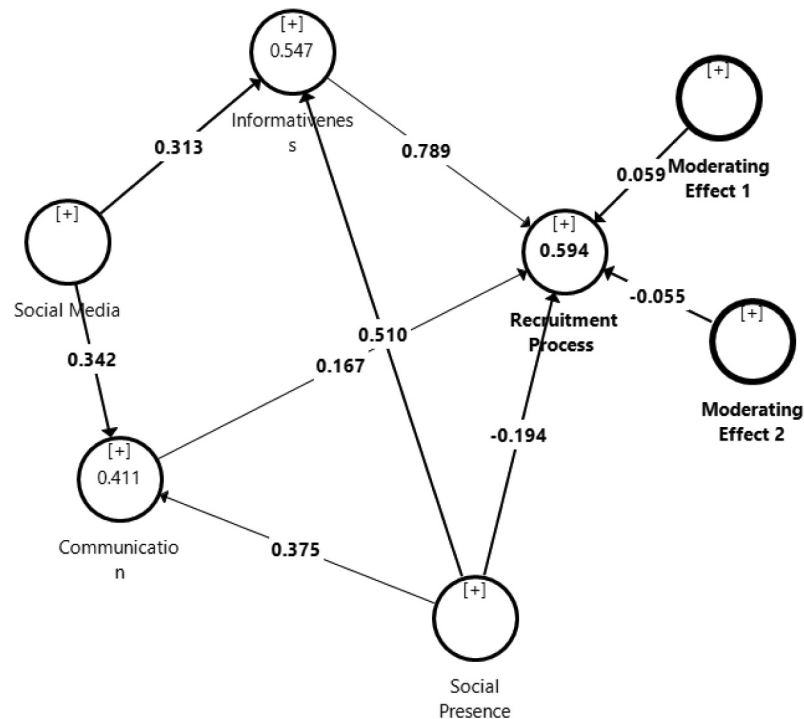 [+]
0.547
Informativenes
s
[+]
0.313
0.789
0.059
Moderating
Effect 1
[+]
Social Media
[+]
0.594
Recruitment
Process
-0.055
[+]
Moderating
Effect 2
0.342
0.510
0.167
[+]
0.411
Communicatio
n
-0.194
0.375
[+]
Social
Presence